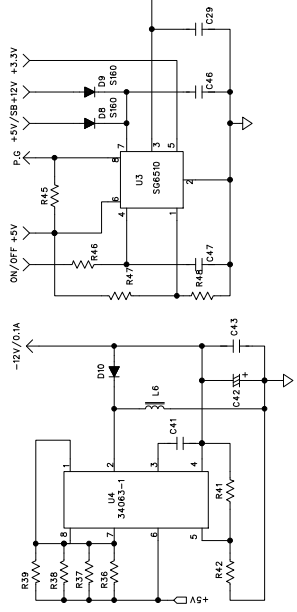 ON/OFF
+5V
P.G
+5V/SB
+12V
+3.3V
R46
R45
D8
S160
D9
S160
R47
R48
C47
C46
C29
U3
SG6510
4
6
8
7
3
5
1
2
-12V/0.1A
D10
L6
C41
C42
+
C43
U4
34063-1
1
2
3
4
8
7
6
5
R39
R38
R37
R36
R41
R42
+5V